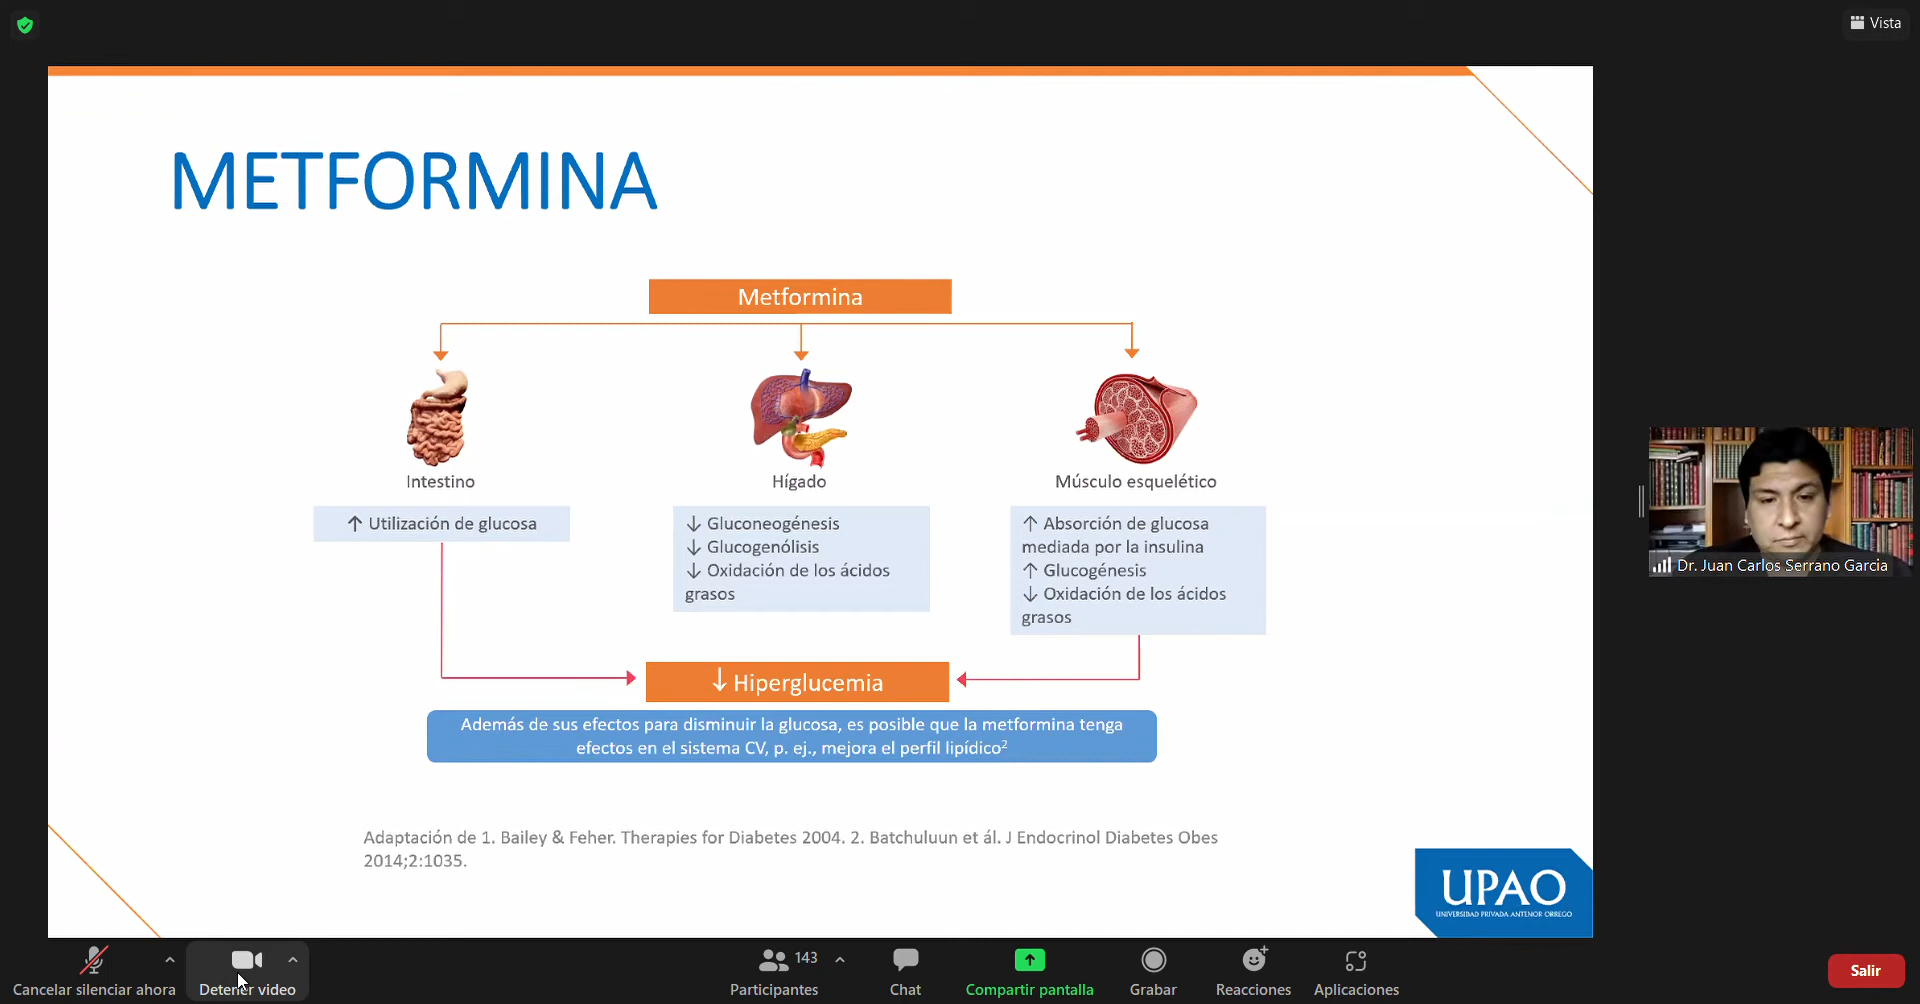 Vista
METFORMINA
Metformina
Intestino
Hígado
Músculo esquelético
↑ Utilización de glucosa
↓ Gluconeogénesis
↓ Glucogenólisis
↓ Oxidación de los ácidos
grasos
↑ Absorción de glucosa
mediada por la insulina
↑ Glucogénesis
↓ Oxidación de los ácidos
grasos
↓ Hiperglucemia
Además de sus efectos para disminuir la glucosa, es posible que la metformina tenga
efectos en el sistema CV, p. ej., mejora el perfil lipídico²
Adaptación de 1. Bailey & Feher. Therapies for Diabetes 2004. 2. Batchuluun et ál. J Endocrinol Diabetes Obes
2014;2:1035.
UPAO
UNIVERSIDAD PRIVADA ANTENOR ORREGO
Dr. Juan Carlos Serrano Garcia
Cancelar silenciar ahora
Detener video
143
Participantes
Chat
Compartir pantalla
Grabar
Reacciones
Aplicaciones
Salir